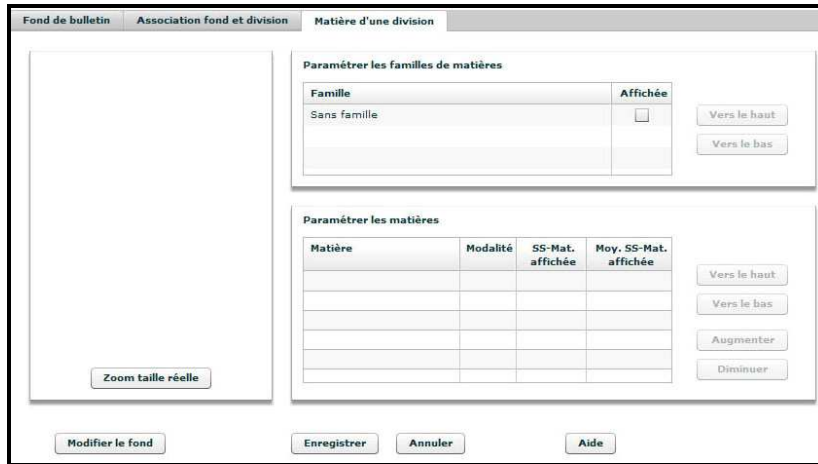 Fond de bulletin
Association fond et division
Matière d'une division
Paramétrer les familles de matières
Famille Affichée
Sans famille
Vers le haut
Vers le bas
Paramétrer les matières
Matière Modalité SS-Mat. affichée Moy. SS-Mat. affichée
Vers le haut
Vers le bas
Augmenter
Diminuer
Zoom taille réelle
Modifier le fond
Enregistrer
Annuler
Aide